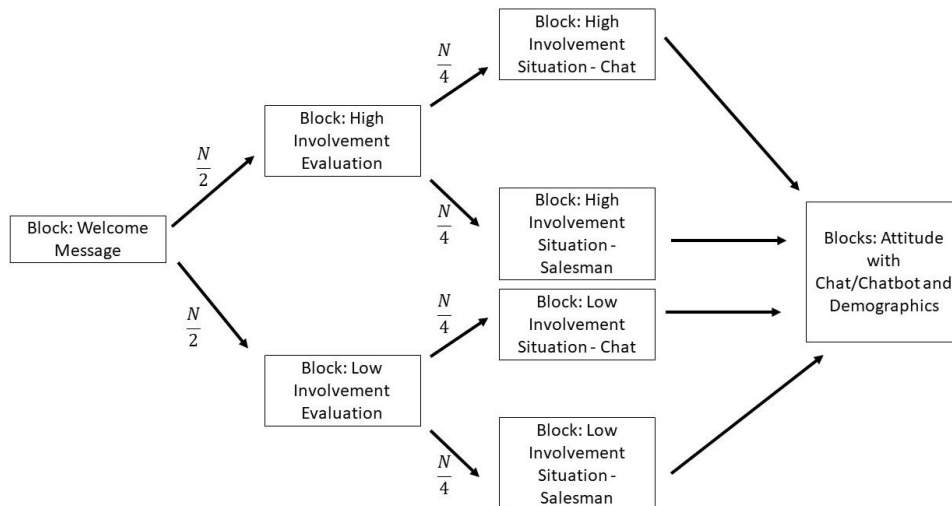 Block: Welcome
Message
N
2
N
2
Block: High
Involvement
Evaluation
Block: Low
Involvement
Evaluation
N
4
N
4
N
4
N
4
Block: High
Involvement
Situation - Chat
Block: High
Involvement
Situation -
Salesman
Block: Low
Involvement
Situation - Chat
Block: Low
Involvement
Situation -
Salesman
Blocks: Attitude
with
Chat/Chatbot and
Demographics